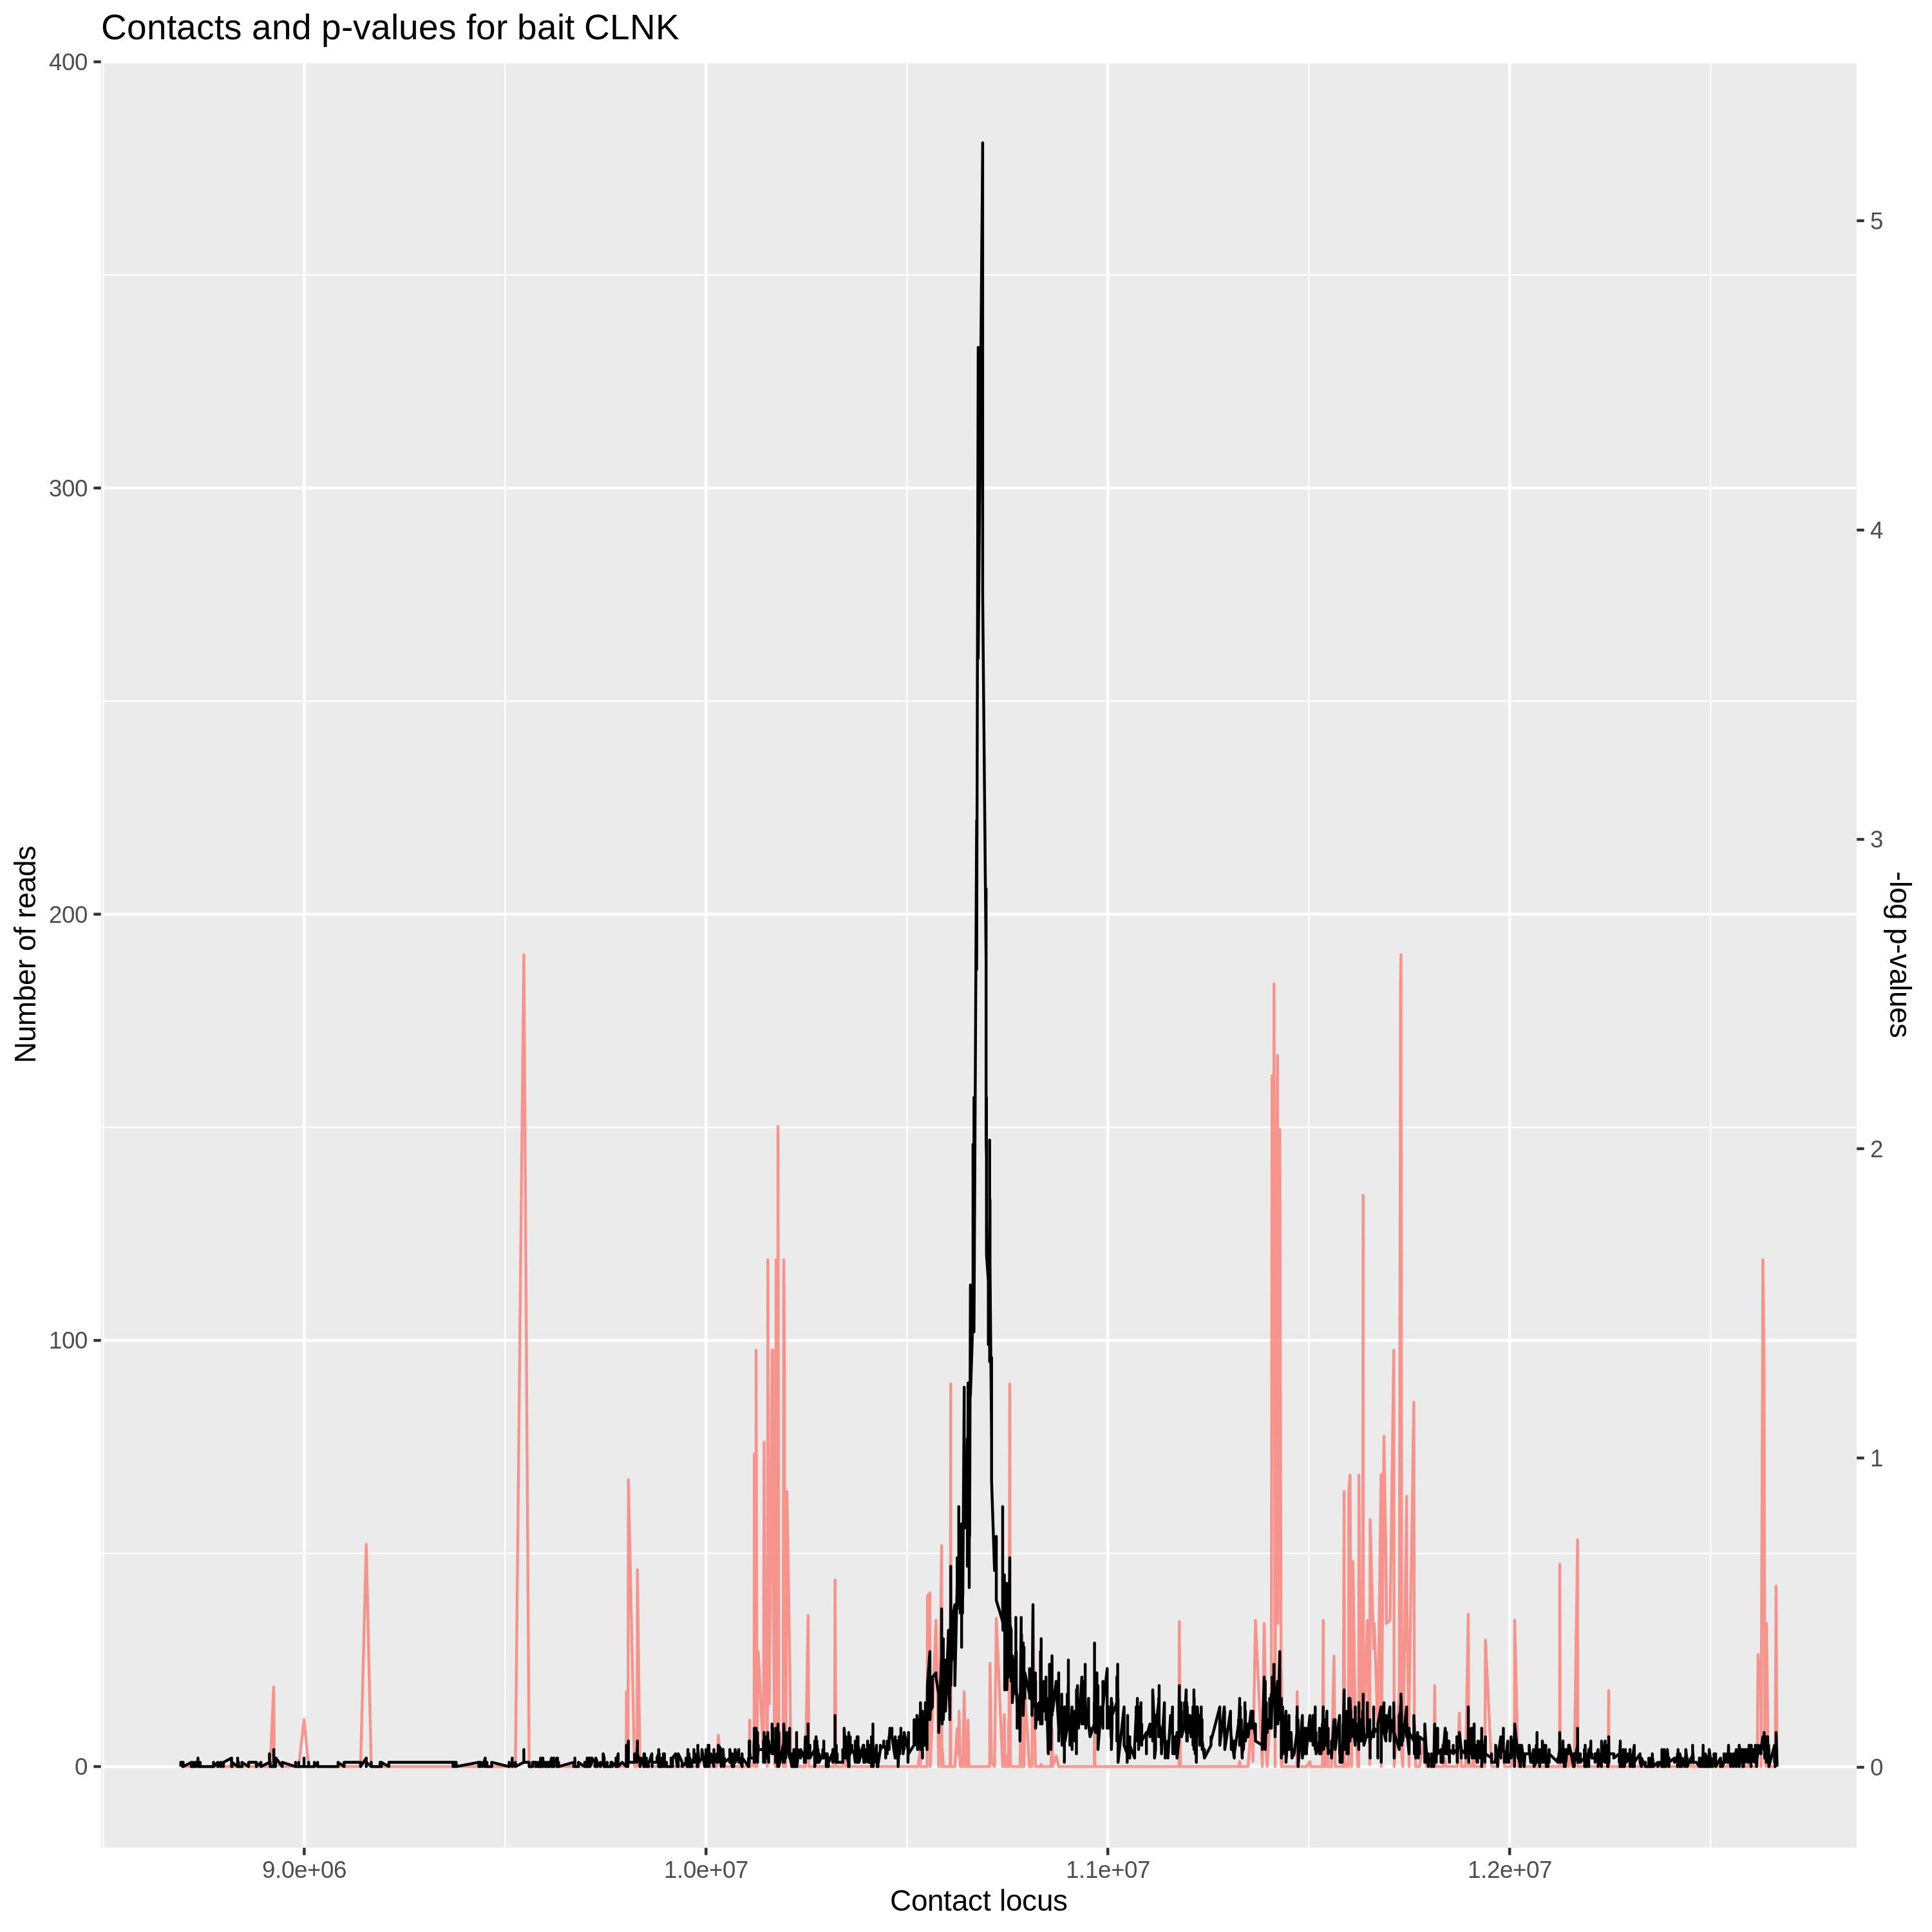 Contacts and p-values for bait CLNK
400
300
200
100
0
Number of reads
5
4
3
2
1
0
-log p-values
9.0e+06 1.0e+07 1.1e+07 1.2e+07
Contact locus